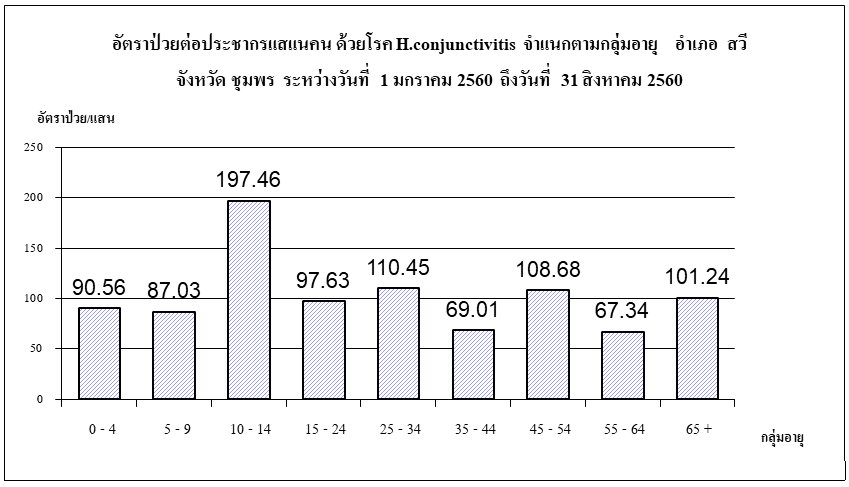 อัตราป่วยต่อประชากรแสแนคน ด้วยโรค H.conjunctivitis จำแนกตามกลุ่มอายุ อำเภอ สวี
จังหวัด ชุมพร ระหว่างวันที่ 1 มกราคม 2560 ถึงวันที่ 31 สิงหาคม 2560
อัตราป่วย/แสน
250
200
150
100
50
0
90.56 87.03 197.46 97.63 110.45 69.01 108.68 67.34 101.24
0 - 4 5 - 9 10 - 14 15 - 24 25 - 34 35 - 44 45 - 54 55 - 64 65 +
กลุ่มอายุ